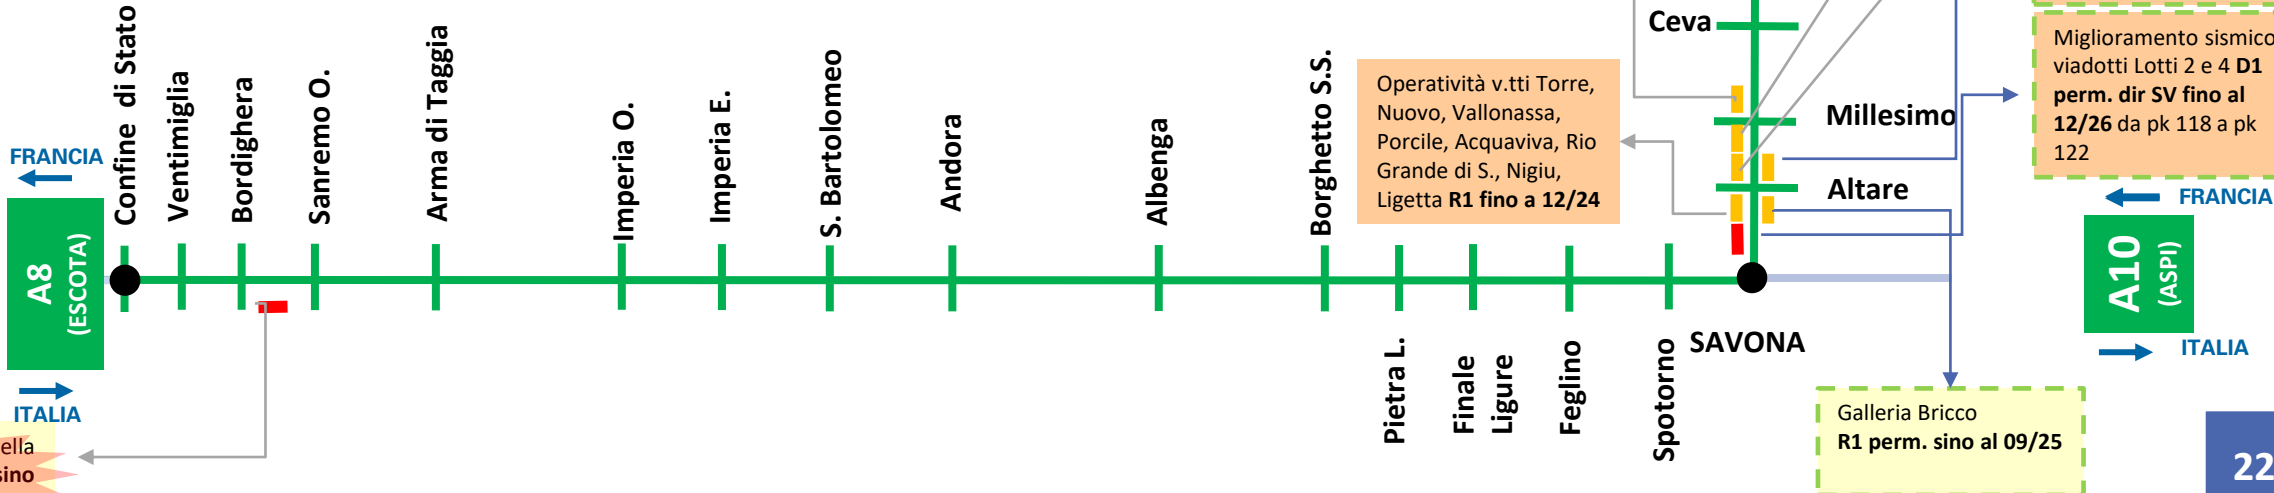 FRANCIA
A8
(ESCOTA)
ITALIA
Confine di Stato
Ventimiglia
Bordighera
Sanremo O.
Arma di Taggia
Imperia O.
Imperia E.
S. Bartolomeo
Andora
Albenga
Borghetto S.S.
Pietra L.
Finale
Ligure
Feglino
Spotorno
SAVONA
Operatività v.tti Torre,
Nuovo, Vallonassa,
Porcile, Acquaviva, Rio
Grande di S., Nigiu,
Ligetta R1 fino a 12/24
Ceva
Millesimo
Altare
Miglioramento sismico
viadotti Lotti 2 e 4 D1
perm. dir SV fino al
12/26 da pk 118 a pk
122
FRANCIA
A10
(ASPI)
ITALIA
Galleria Bricco
R1 perm. sino al 09/25
ella
sino
22